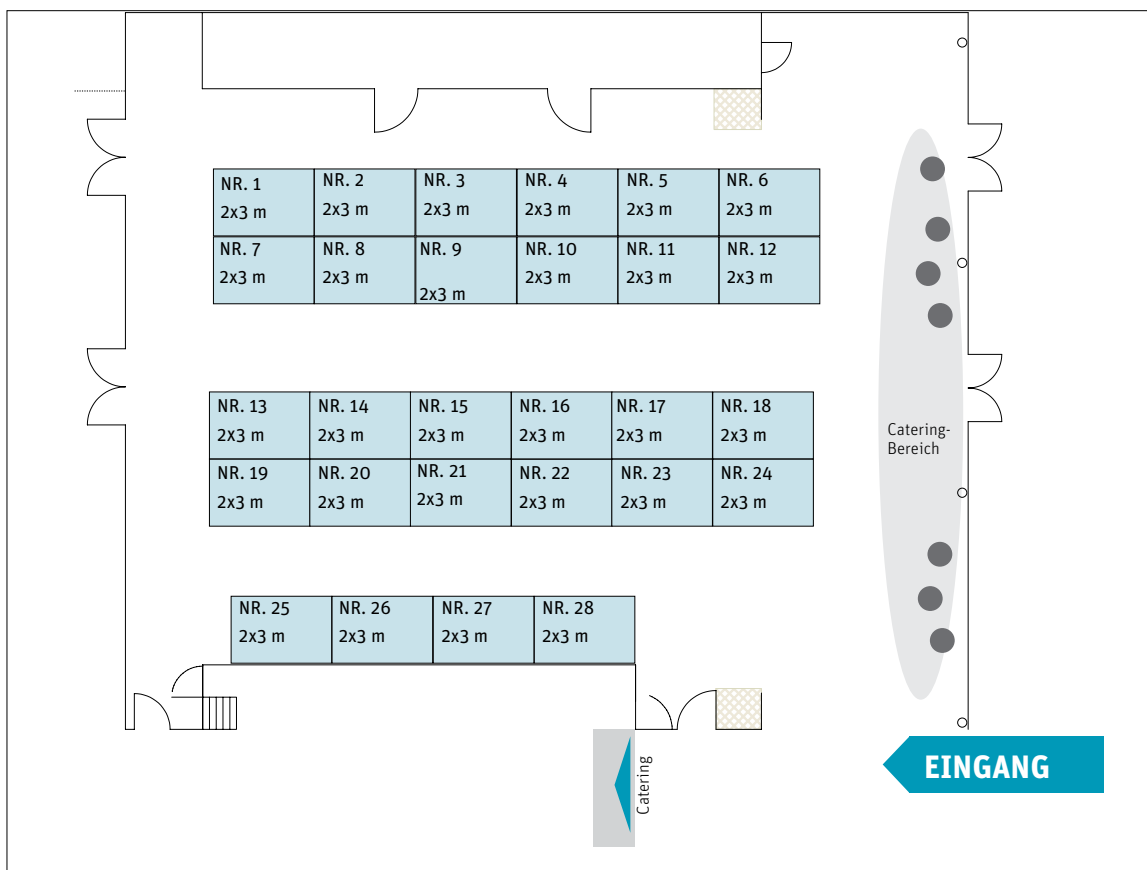 NR. 1
2x3 m
NR. 2
2x3 m
NR. 3
2x3 m
NR. 4
2x3 m
NR. 5
2x3 m
NR. 6
2x3 m
NR. 7
2x3 m
NR. 8
2x3 m
NR. 9
2x3 m
NR. 10
2x3 m
NR. 11
2x3 m
NR. 12
2x3 m
NR. 13
2x3 m
NR. 14
2x3 m
NR. 15
2x3 m
NR. 16
2x3 m
NR. 17
2x3 m
NR. 18
2x3 m
NR. 19
2x3 m
NR. 20
2x3 m
NR. 21
2x3 m
NR. 22
2x3 m
NR. 23
2x3 m
NR. 24
2x3 m
Catering-
Bereich
NR. 25
2x3 m
NR. 26
2x3 m
NR. 27
2x3 m
NR. 28
2x3 m
Catering
EINGANG